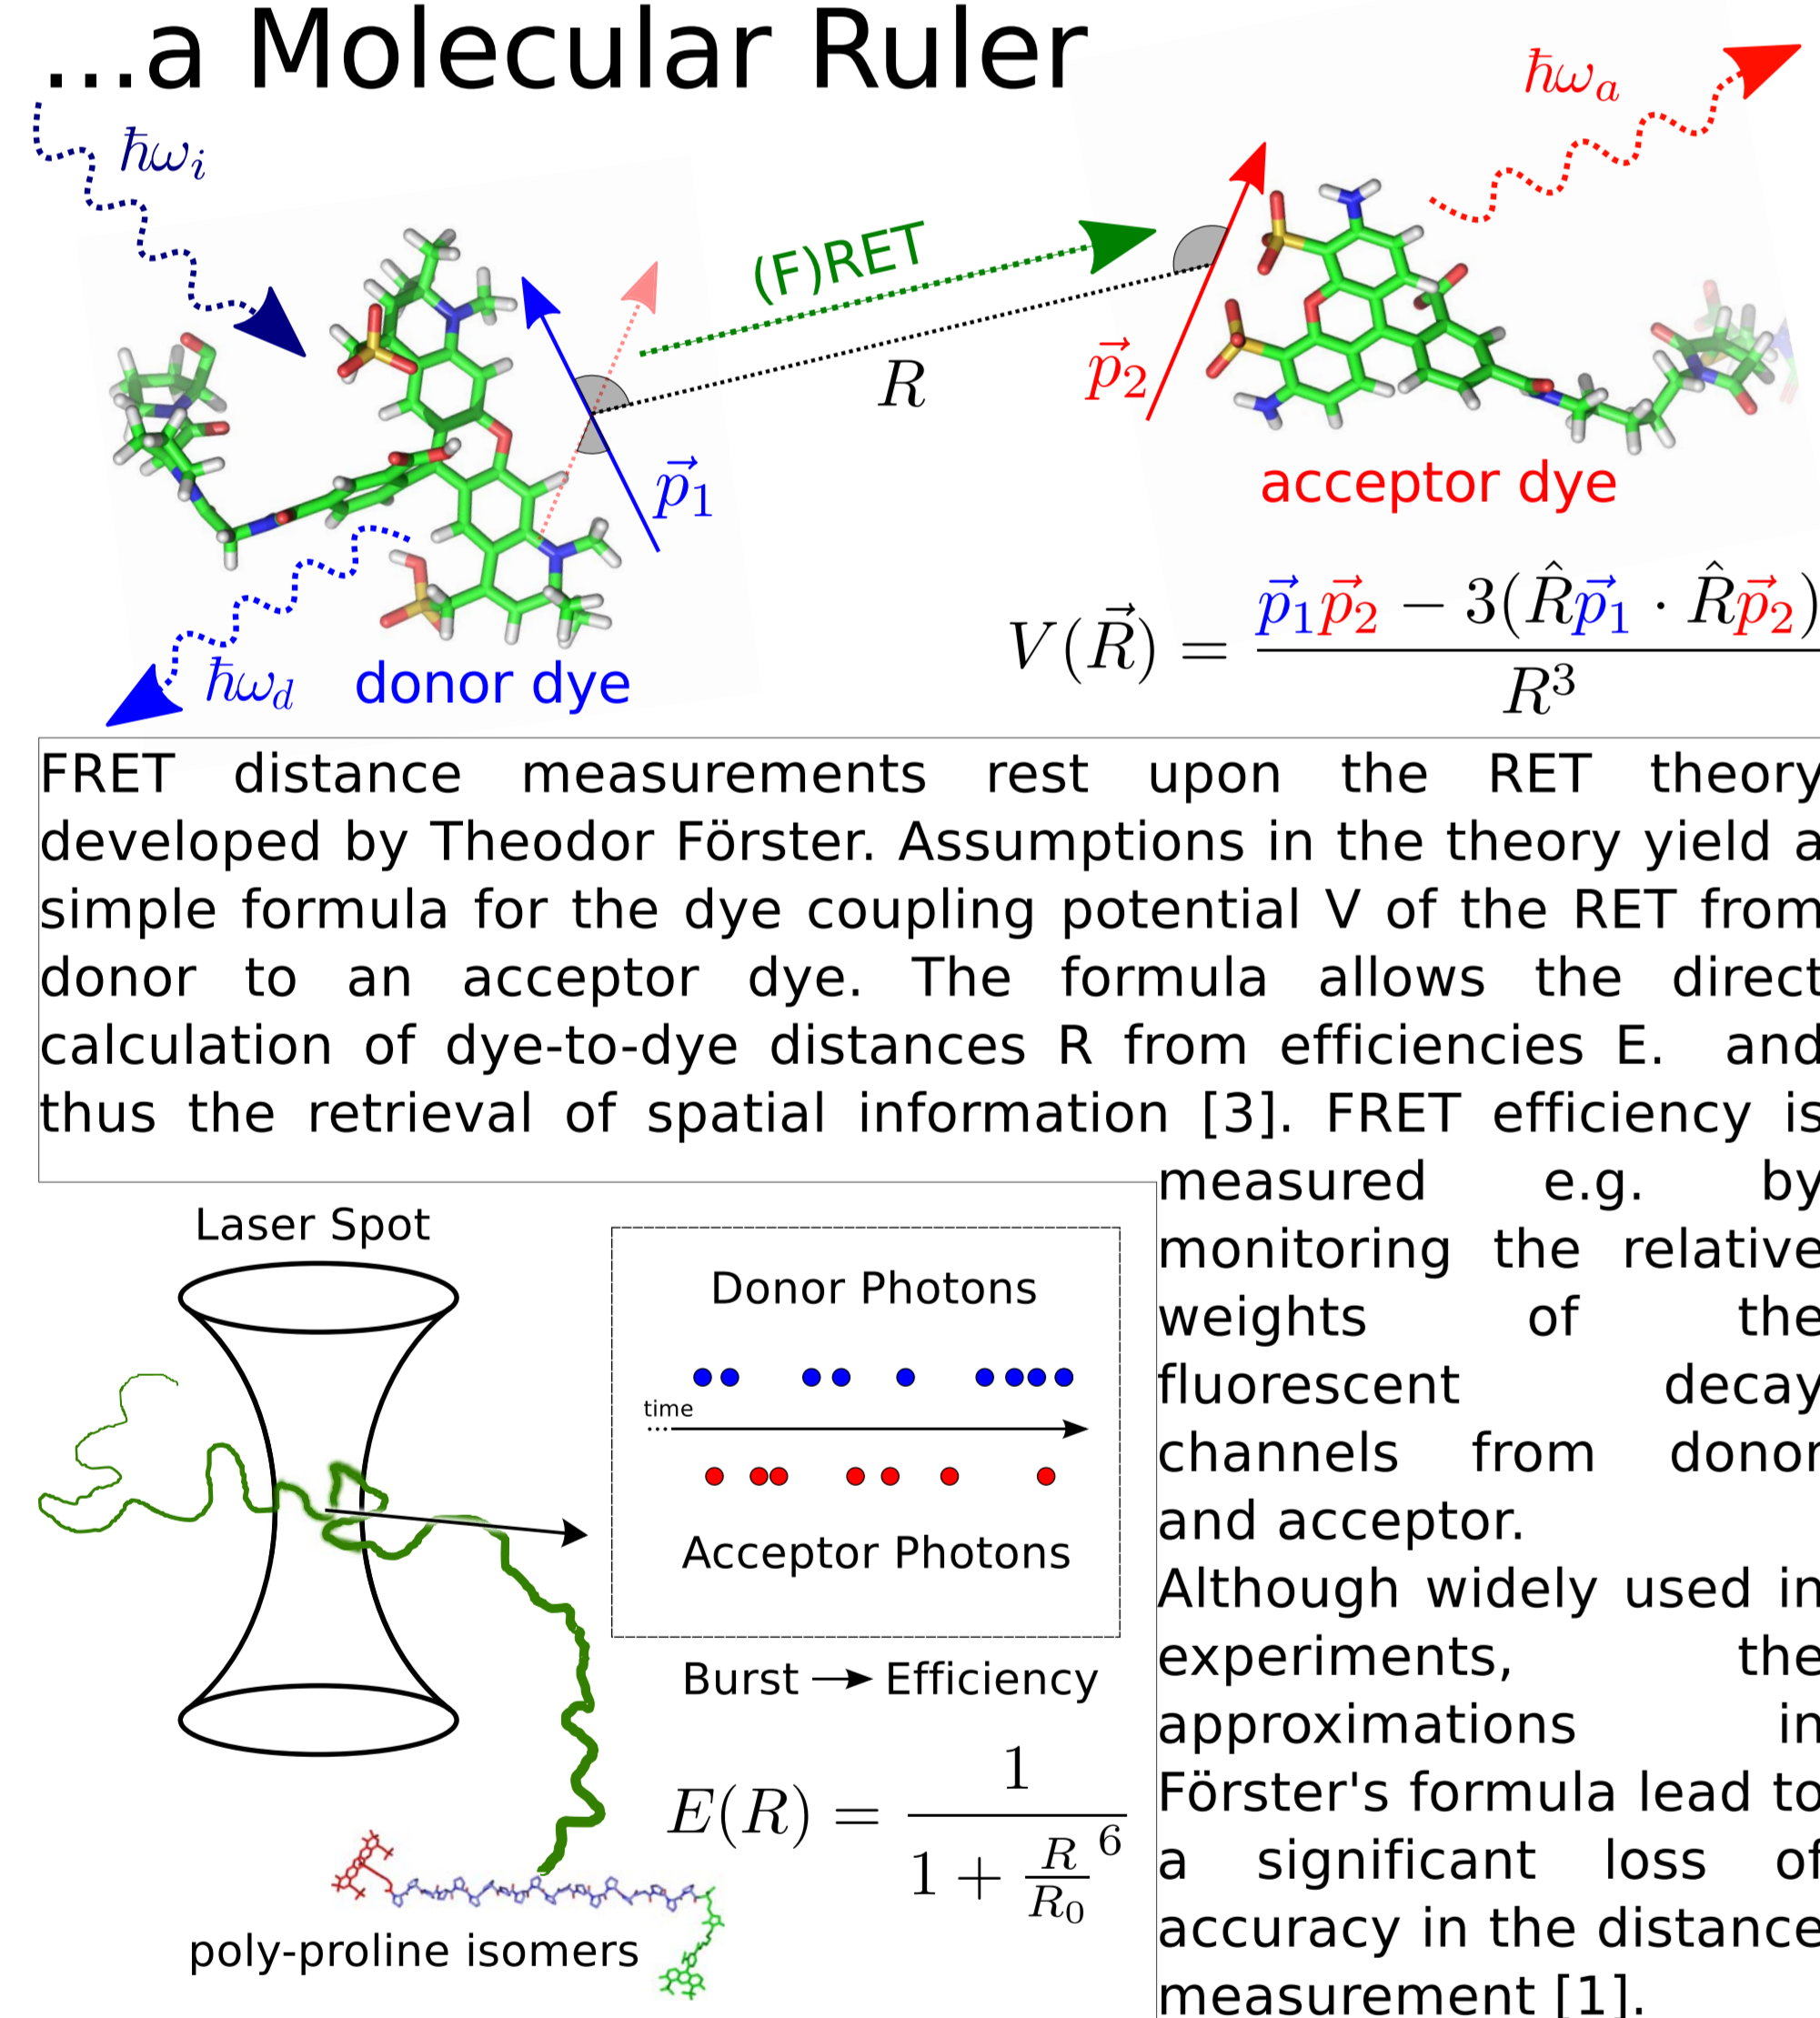 ...a Molecular Ruler
ħω_i
(F)RET
ħω_a
R
p⃗_1
p⃗_2
acceptor dye
ħω_d
donor dye
V(R⃗) = (p⃗_1p⃗_2 − 3(R̂p⃗_1 · R̂p⃗_2)) / R³
FRET distance measurements rest upon the RET theory
developed by Theodor Förster. Assumptions in the theory yield a
simple formula for the dye coupling potential V of the RET from
donor to an acceptor dye. The formula allows the direct
calculation of dye-to-dye distances R from efficiencies E. and
thus the retrieval of spatial information [3]. FRET efficiency is
measured e.g. by
monitoring the relative
weights of the
fluorescent decay
channels from donor
and acceptor.
Although widely used in
experiments, the
approximations in
Förster's formula lead to
a significant loss of
accuracy in the distance
measurement [1].
Laser Spot
Donor Photons
time
Acceptor Photons
Burst → Efficiency
E(R) = 1 / (1 + R/R_0 ^6)
poly-proline isomers